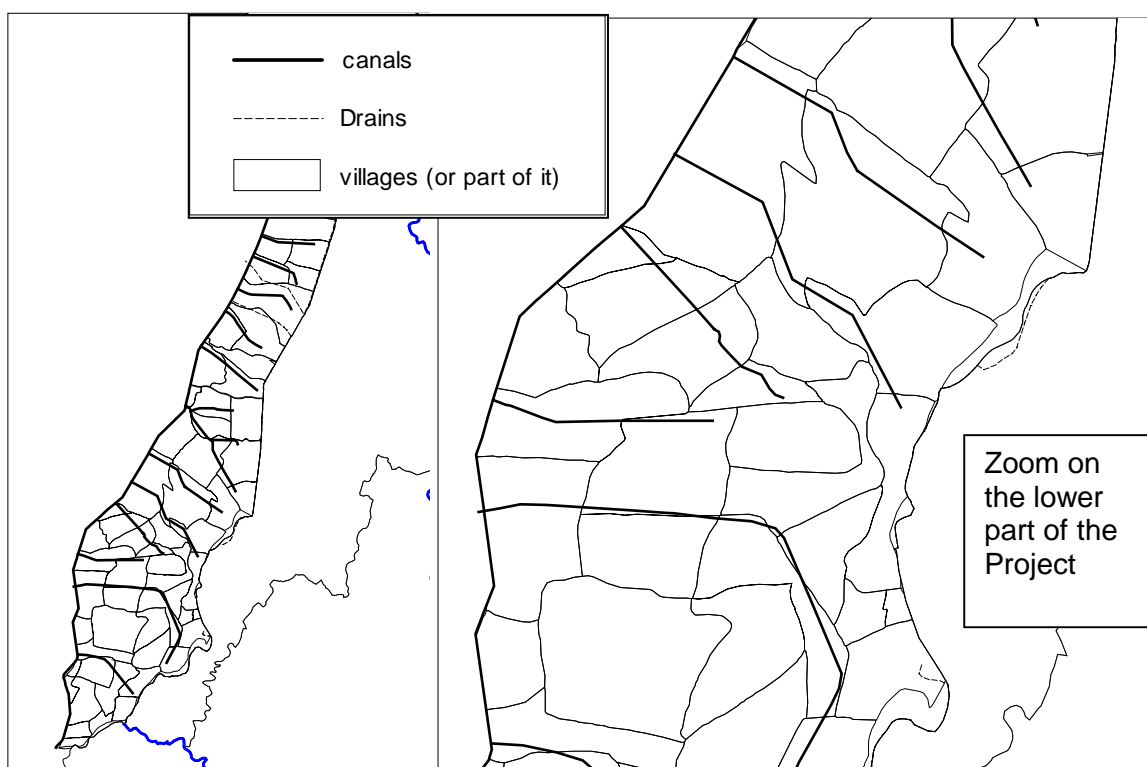 canals
Drains
villages (or part of it)
Zoom on
the lower
part of the
Project